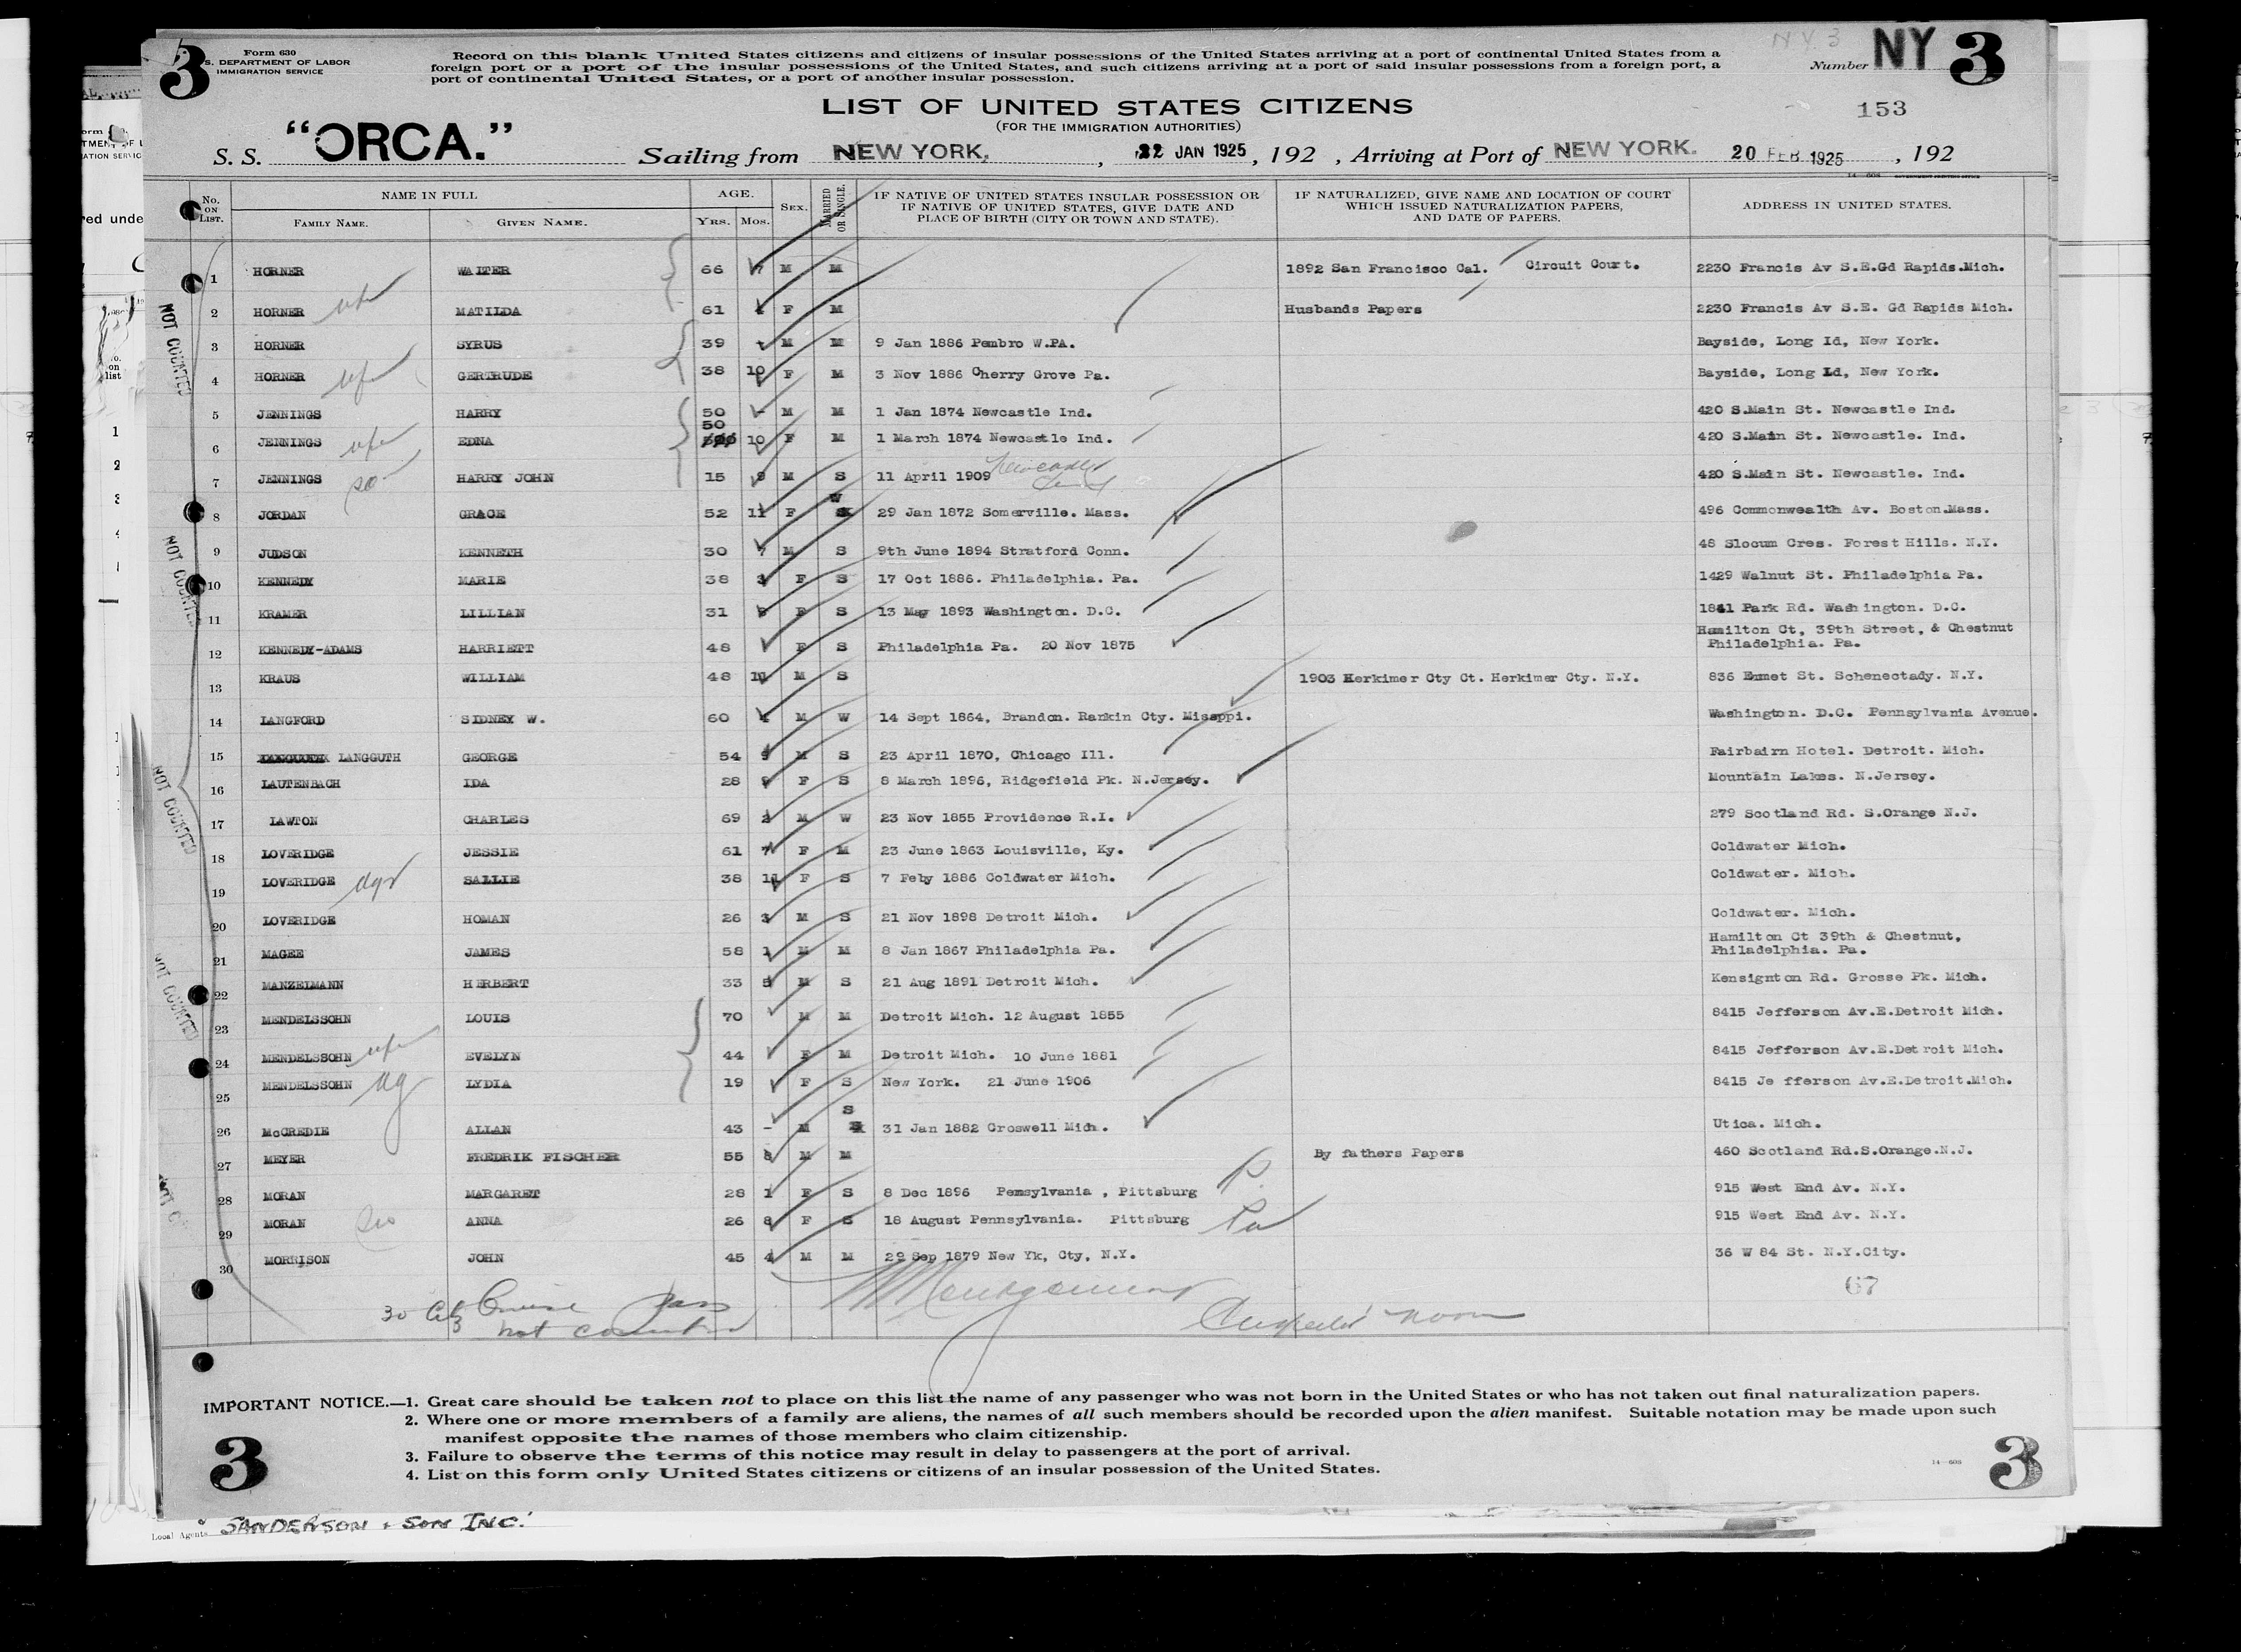 3
Form 630
S. DEPARTMENT OF LABOR
IMMIGRATION SERVICE
Record on this blank United States citizens and citizens of insular possessions of the United States arriving at a port of continental United States from a
foreign port or a port of the insular possessions of the United States, and such citizens arriving at a port of said insular possessions from a foreign port, a
port of continental United States, or a port of another insular possession.
NY 3
Number NY 3
LIST OF UNITED STATES CITIZENS
153
(FOR THE IMMIGRATION AUTHORITIES)
S. S. "ORCA." Sailing from NEW YORK, , 22 JAN 1925, 192 , Arriving at Port of NEW YORK. 20 FEB 1925 , 192
14—608 GOVERNMENT PRINTING OFFICE
No. ON LIST. NAME IN FULL AGE. SEX. MARRIED OR SINGLE. IF NATIVE OF UNITED STATES INSULAR POSSESSION OR IF NATIVE OF UNITED STATES, GIVE DATE AND PLACE OF BIRTH (CITY OR TOWN AND STATE). IF NATURALIZED, GIVE NAME AND LOCATION OF COURT WHICH ISSUED NATURALIZATION PAPERS, AND DATE OF PAPERS. ADDRESS IN UNITED STATES.
FAMILY NAME. GIVEN NAME. YRS. MOS.
1 HORNER WALTER 66 7 M M 1892 San Francisco Cal. Circuit Court. 2230 Francis Av S.E.Gd Rapids.Mich.
2 HORNER MATILDA 61 F M Husbands Papers 2230 Francis Av S.E. Gd Rapids Mich.
3 HORNER SYRUS 39 - M M 9 Jan 1886 Pembro W.PA. Bayside, Long Id, New York.
4 HORNER GERTRUDE 38 10 F M 3 Nov 1886 Cherry Grove Pa. Bayside, Long Ld, New York.
5 JENNINGS HARRY 50 - M M 1 Jan 1874 Newcastle Ind. 420 S.Main St. Newcastle Ind.
6 JENNINGS EDNA 50 10 F M 1 March 1874 Newcastle Ind. 420 S.Main St. Newcastle. Ind.
7 JENNINGS so HARRY JOHN 15 9 M S 11 April 1909 Newcastle Ind 420 S.Main St. Newcastle. Ind.
8 JORDAN GRACE 52 11 F W 29 Jan 1872 Somerville. Mass. 496 Commonwealth Av. Boston.Mass.
9 JUDSON KENNETH 30 7 M S 9th June 1894 Stratford Conn. 48 Slocum Cres. Forest Hills. N.Y.
10 KENNEDY MARIE 38 3 F S 17 Oct 1886. Philadelphia. Pa. 1429 Walnut St. Philadelphia Pa.
11 KRAMER LILLIAN 31 F S 13 May 1893 Washington. D.C. 1841 Park Rd. Washington. D.C.
12 KENNEDY-ADAMS HARRIETT 48 F S Philadelphia Pa. 20 Nov 1875 Hamilton Ct, 39th Street, & Chestnut Philadelphia. Pa.
13 KRAUS WILLIAM 48 M S 1903 Herkimer Cty Ct. Herkimer Cty. N.Y. 836 Emmet St. Schenectady. N.Y.
14 LANGFORD SIDNEY W. 60 4 M W 14 Sept 1864, Brandon. Rankin Cty. Missppi. Washington. D.C. Pennsylvania Avenue.
15 LANGGUTH GEORGE 54 9 M S 23 April 1870, Chicago Ill. Fairbairn Hotel. Detroit. Mich.
16 LAUTENBACH IDA 28 F S 8 March 1896, Ridgefield Pk. N.Jersey. Mountain Lakes. N.Jersey.
17 LAWTON CHARLES 69 2 M W 23 Nov 1855 Providence R.I. 279 Scotland Rd. S.Orange N.J.
18 LOVERIDGE JESSIE 61 7 F M 23 June 1863 Louisville, Ky. Coldwater Mich.
19 LOVERIDGE SALLIE 38 11 F S 7 Feby 1886 Coldwater Mich. Coldwater. Mich.
20 LOVERIDGE HOMAN 26 3 M S 21 Nov 1898 Detroit Mich. Coldwater. Mich.
21 MAGEE JAMES 58 1 M M 8 Jan 1867 Philadelphia Pa. Hamilton Ct 39th & Chestnut, Philadelphia. Pa.
22 MANZELMANN HERBERT 33 5 M S 21 Aug 1891 Detroit Mich. Kensignton Rd. Grosse Pk. Mich.
23 MENDELSSOHN LOUIS 70 M M Detroit Mich. 12 August 1855 8415 Jefferson Av.E.Detroit Mich.
24 MENDELSSOHN EVELYN 44 F M Detroit Mich. 10 June 1881 8415 Jefferson Av.E.Detroit Mich.
25 MENDELSSOHN LYDIA 19 F S New York. 21 June 1906 8415 Je fferson Av.E.Detroit.Mich.
26 McCREDIE ALLAN 43 - M S 31 Jan 1882 Croswell Mich. Utica. Mich.
27 MEYER FREDRIK FISCHER 55 8 M M By fathers Papers 460 Scotland Rd.S.Orange.N.J.
28 MORAN MARGARET 28 1 F S 8 Dec 1896 Pemsylvania , Pittsburg 915 West End Av. N.Y.
29 MORAN ANNA 26 8 F S 18 August Pennsylvania. Pittsburg Pa 915 West End Av. N.Y.
30 MORRISON JOHN 45 4 M M 29 Sep 1879 New Yk, Cty, N.Y. 36 W 84 St. N.Y.City.
67
30 Citz Cruise Pass
not counted
NOT COUNTED
NOT COUNTED
NOT COUNTED
NOT COUNTED
IMPORTANT NOTICE.—1. Great care should be taken not to place on this list the name of any passenger who was not born in the United States or who has not taken out final naturalization papers.
2. Where one or more members of a family are aliens, the names of all such members should be recorded upon the alien manifest. Suitable notation may be made upon such
manifest opposite the names of those members who claim citizenship.
3. Failure to observe the terms of this notice may result in delay to passengers at the port of arrival.
4. List on this form only United States citizens or citizens of an insular possession of the United States.
3
14—608
3
Local Agents SANDERSON & SON INC.